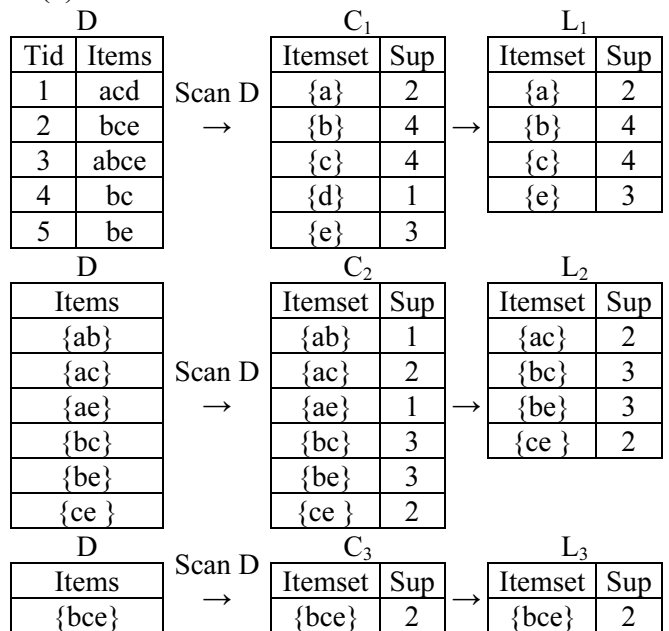 D C₁ L₁
Tid Items Itemset Sup Itemset Sup
1 acd Scan D {a} 2 {a} 2
2 bce → {b} 4 → {b} 4
3 abce {c} 4 {c} 4
4 bc {d} 1 {e} 3
5 be {e} 3
D C₂ L₂
Items Itemset Sup Itemset Sup
{ab} {ab} 1 {ac} 2
{ac} Scan D {ac} 2 {bc} 3
{ae} → {ae} 1 → {be} 3
{bc} {bc} 3 {ce } 2
{be} {be} 3
{ce } {ce } 2
D C₃ L₃
Items Scan D Itemset Sup Itemset Sup
{bce} → {bce} 2 → {bce} 2